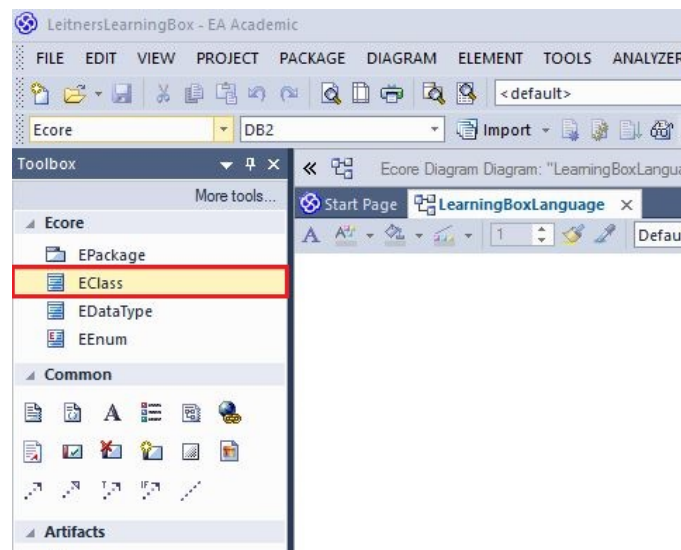 LeitnersLearningBox - EA Academic
FILE EDIT VIEW PROJECT PACKAGE DIAGRAM ELEMENT TOOLS ANALYZER
<default>
Ecore DB2 Import
Toolbox
Ecore Diagram Diagram: "LearningBoxLangua
More tools...
Start Page LearningBoxLanguage
Ecore
A 1 Defau
EPackage
EClass
EDataType
EEnum
Common
A
Artifacts